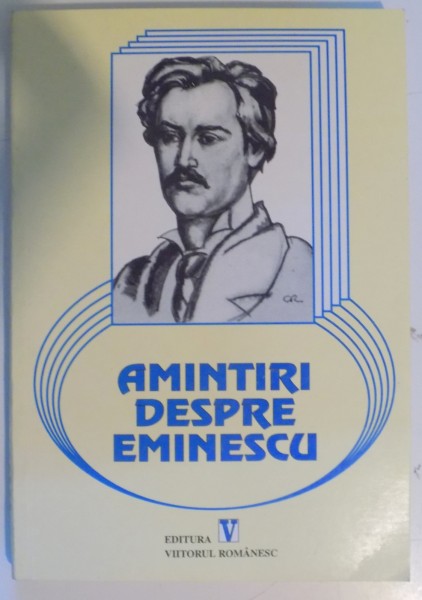 AMINTIRI
DESPRE
EMINESCU
EDITURA V
VIITORUL ROMÂNESC